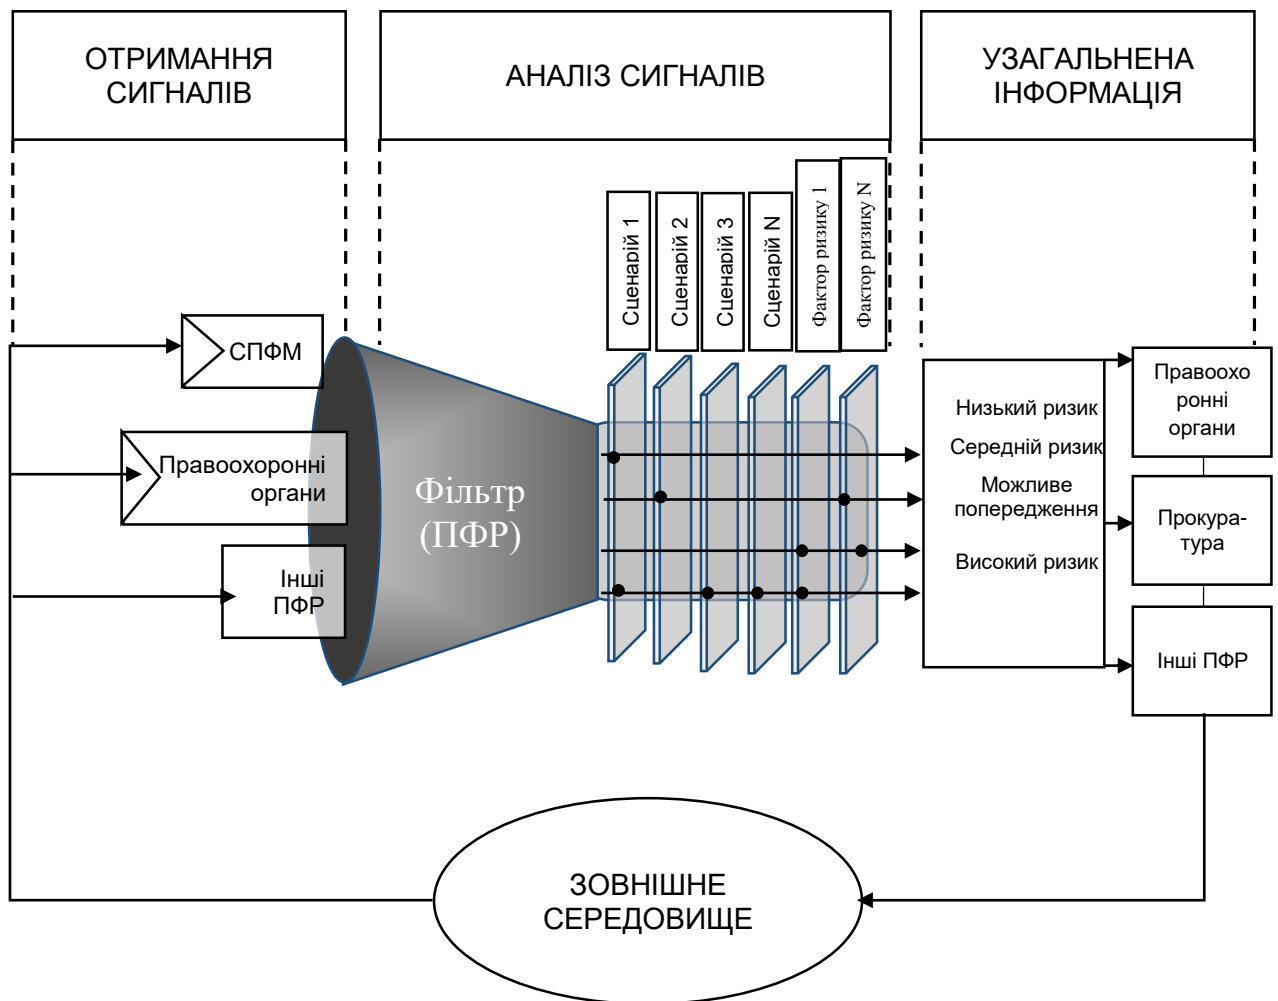 ОТРИМАННЯ
СИГНАЛІВ
АНАЛІЗ СИГНАЛІВ
УЗАГАЛЬНЕНА
ІНФОРМАЦІЯ
Сценарій 1
Сценарій 2
Сценарій 3
Сценарій N
Фактор ризику 1
Фактор ризику N
СПФМ
Правоохоронні
органи
Інші
ПФР
Фільтр
(ПФР)
Низький ризик
Середній ризик
Можливе
попередження
Високий ризик
Правоохо
ронні
органи
Прокура-
тура
Інші ПФР
ЗОВНІШНЕ
СЕРЕДОВИЩЕ